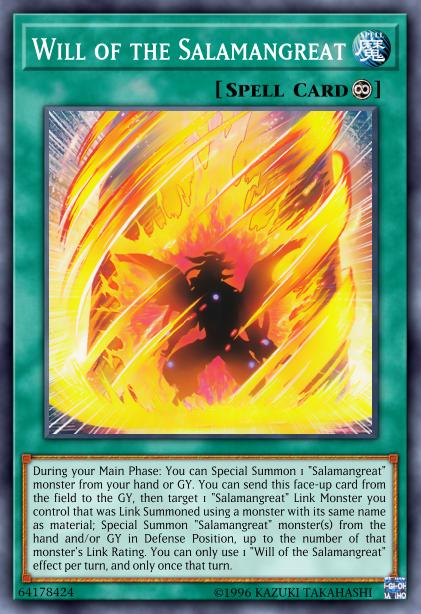 WILL OF THE SALAMANGREAT
SPELL
魔
[SPELL CARD]
During your Main Phase: You can Special Summon 1 "Salamangreat"
monster from your hand or GY. You can send this face-up card from
the field to the GY, then target 1 "Salamangreat" Link Monster you
control that was Link Summoned using a monster with its same name
as material; Special Summon "Salamangreat" monster(s) from the
hand and/or GY in Defense Position, up to the number of that
monster's Link Rating. You can only use 1 "Will of the Salamangreat"
effect per turn, and only once that turn.
64178424
©1996 KAZUKI TAKAHASHI